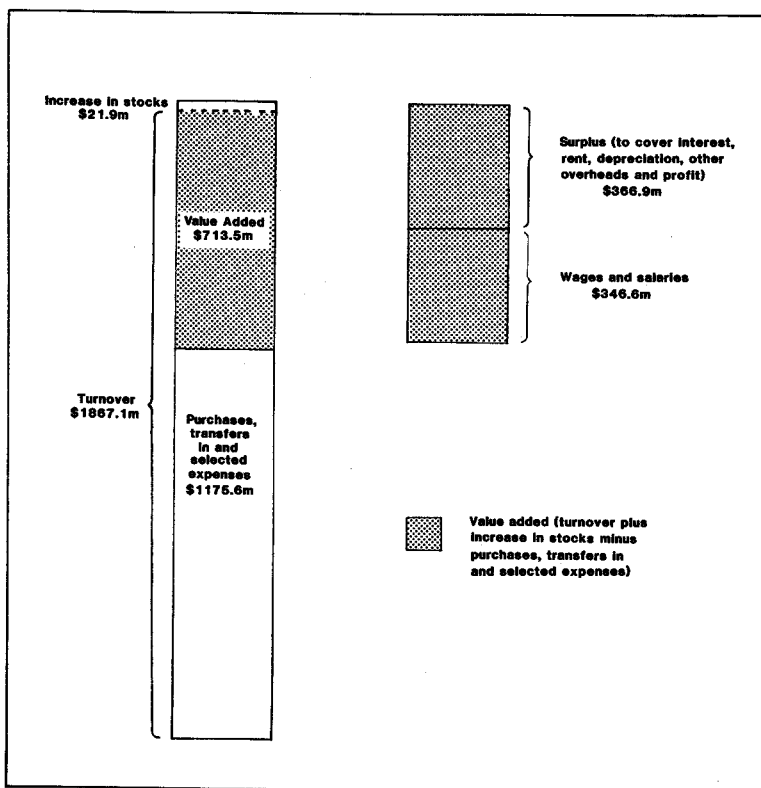 Increase in stocks
$21.9m
Value Added
$713.5m
Turnover
$1867.1m
Purchases,
transfers
in and
selected
expenses
$1175.6m
Surplus (to cover interest,
rent, depreciation, other
overheads and profit)
$366.9m
Wages and salaries
$346.6m
Value added (turnover plus
increase in stocks minus
purchases, transfers in
and selected expenses)